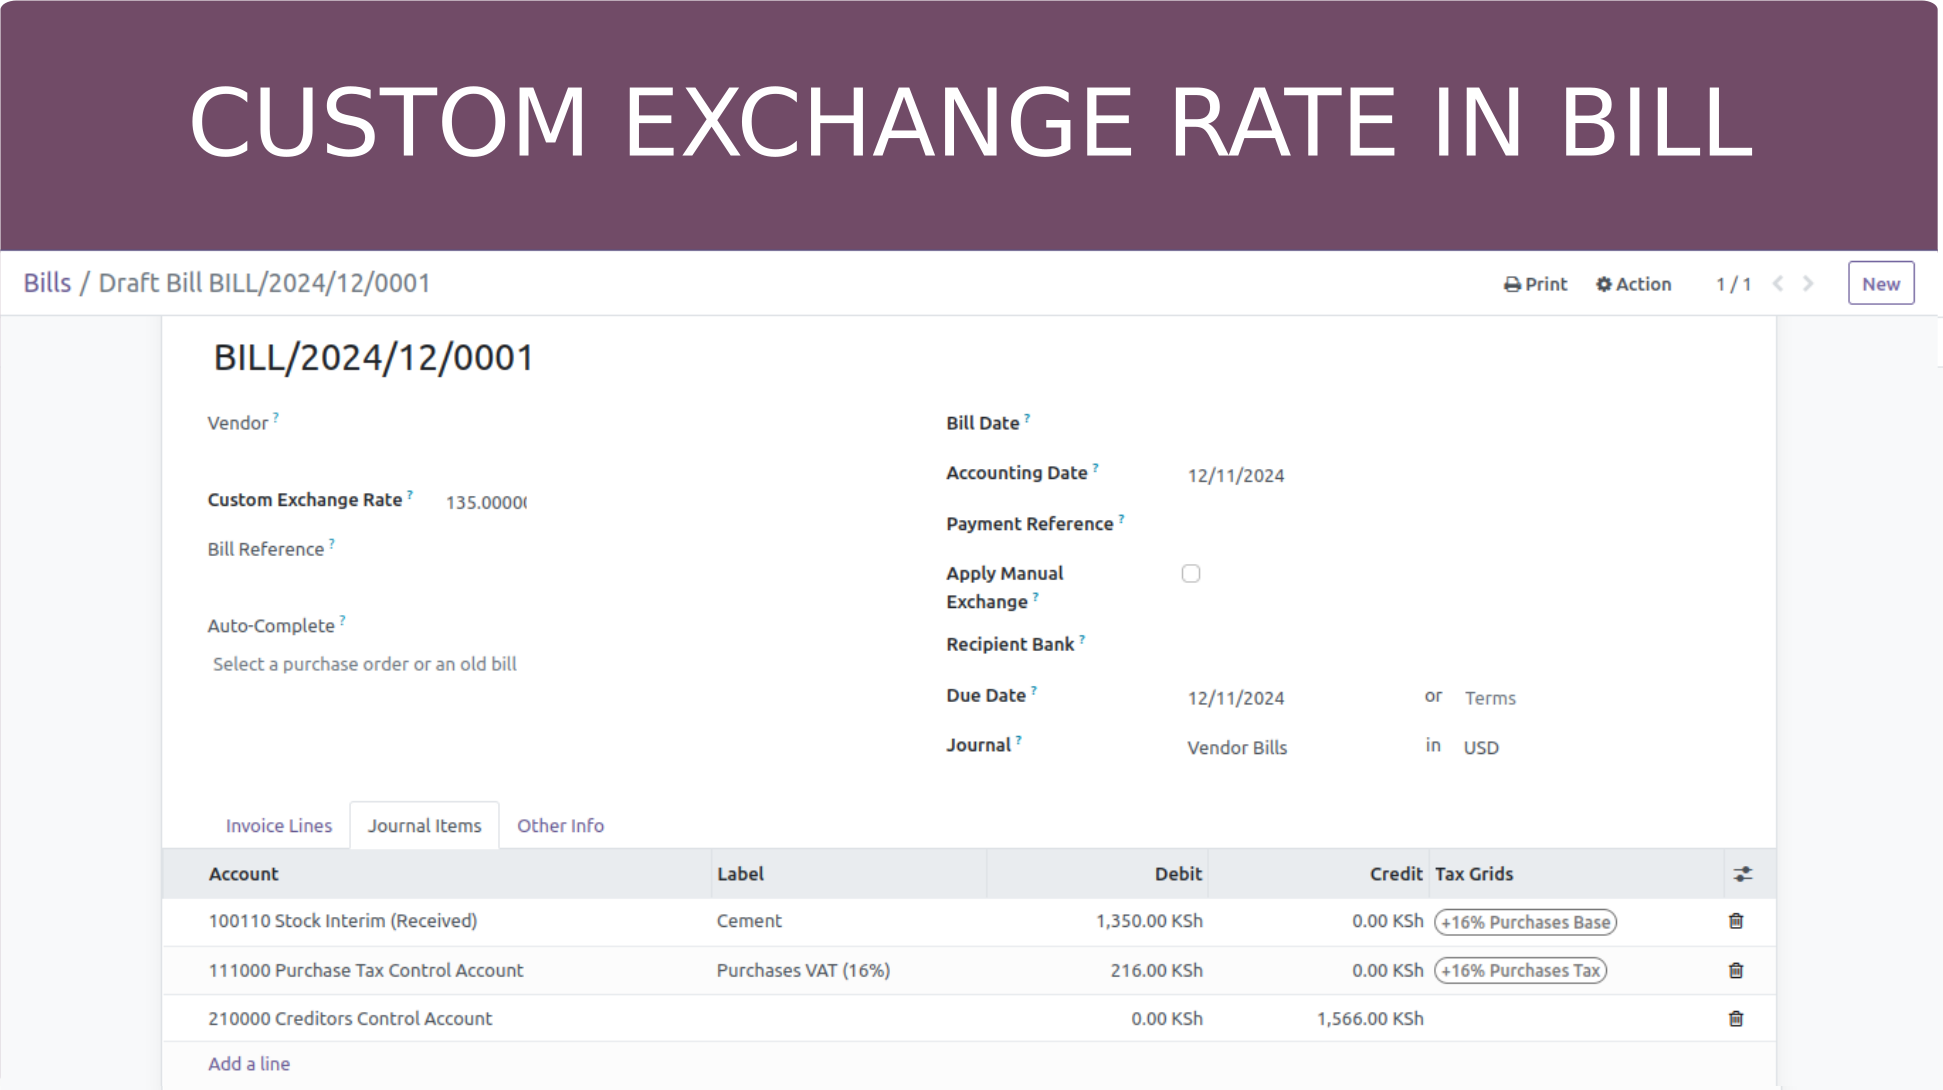 CUSTOM EXCHANGE RATE IN BILL
Bills / Draft Bill BILL/2024/12/0001
Print Action 1 / 1 New
BILL/2024/12/0001
Vendor ?
Bill Date ?
Accounting Date ? 12/11/2024
Custom Exchange Rate ? 135.00000
Payment Reference ?
Bill Reference ?
Apply Manual
Exchange ?
Auto-Complete ?
Recipient Bank ?
Select a purchase order or an old bill
Due Date ? 12/11/2024 or Terms
Journal ? Vendor Bills in USD
Invoice Lines Journal Items Other Info
Account Label Debit Credit Tax Grids
100110 Stock Interim (Received) Cement 1,350.00 KSh 0.00 KSh +16% Purchases Base
111000 Purchase Tax Control Account Purchases VAT (16%) 216.00 KSh 0.00 KSh +16% Purchases Tax
210000 Creditors Control Account 0.00 KSh 1,566.00 KSh
Add a line